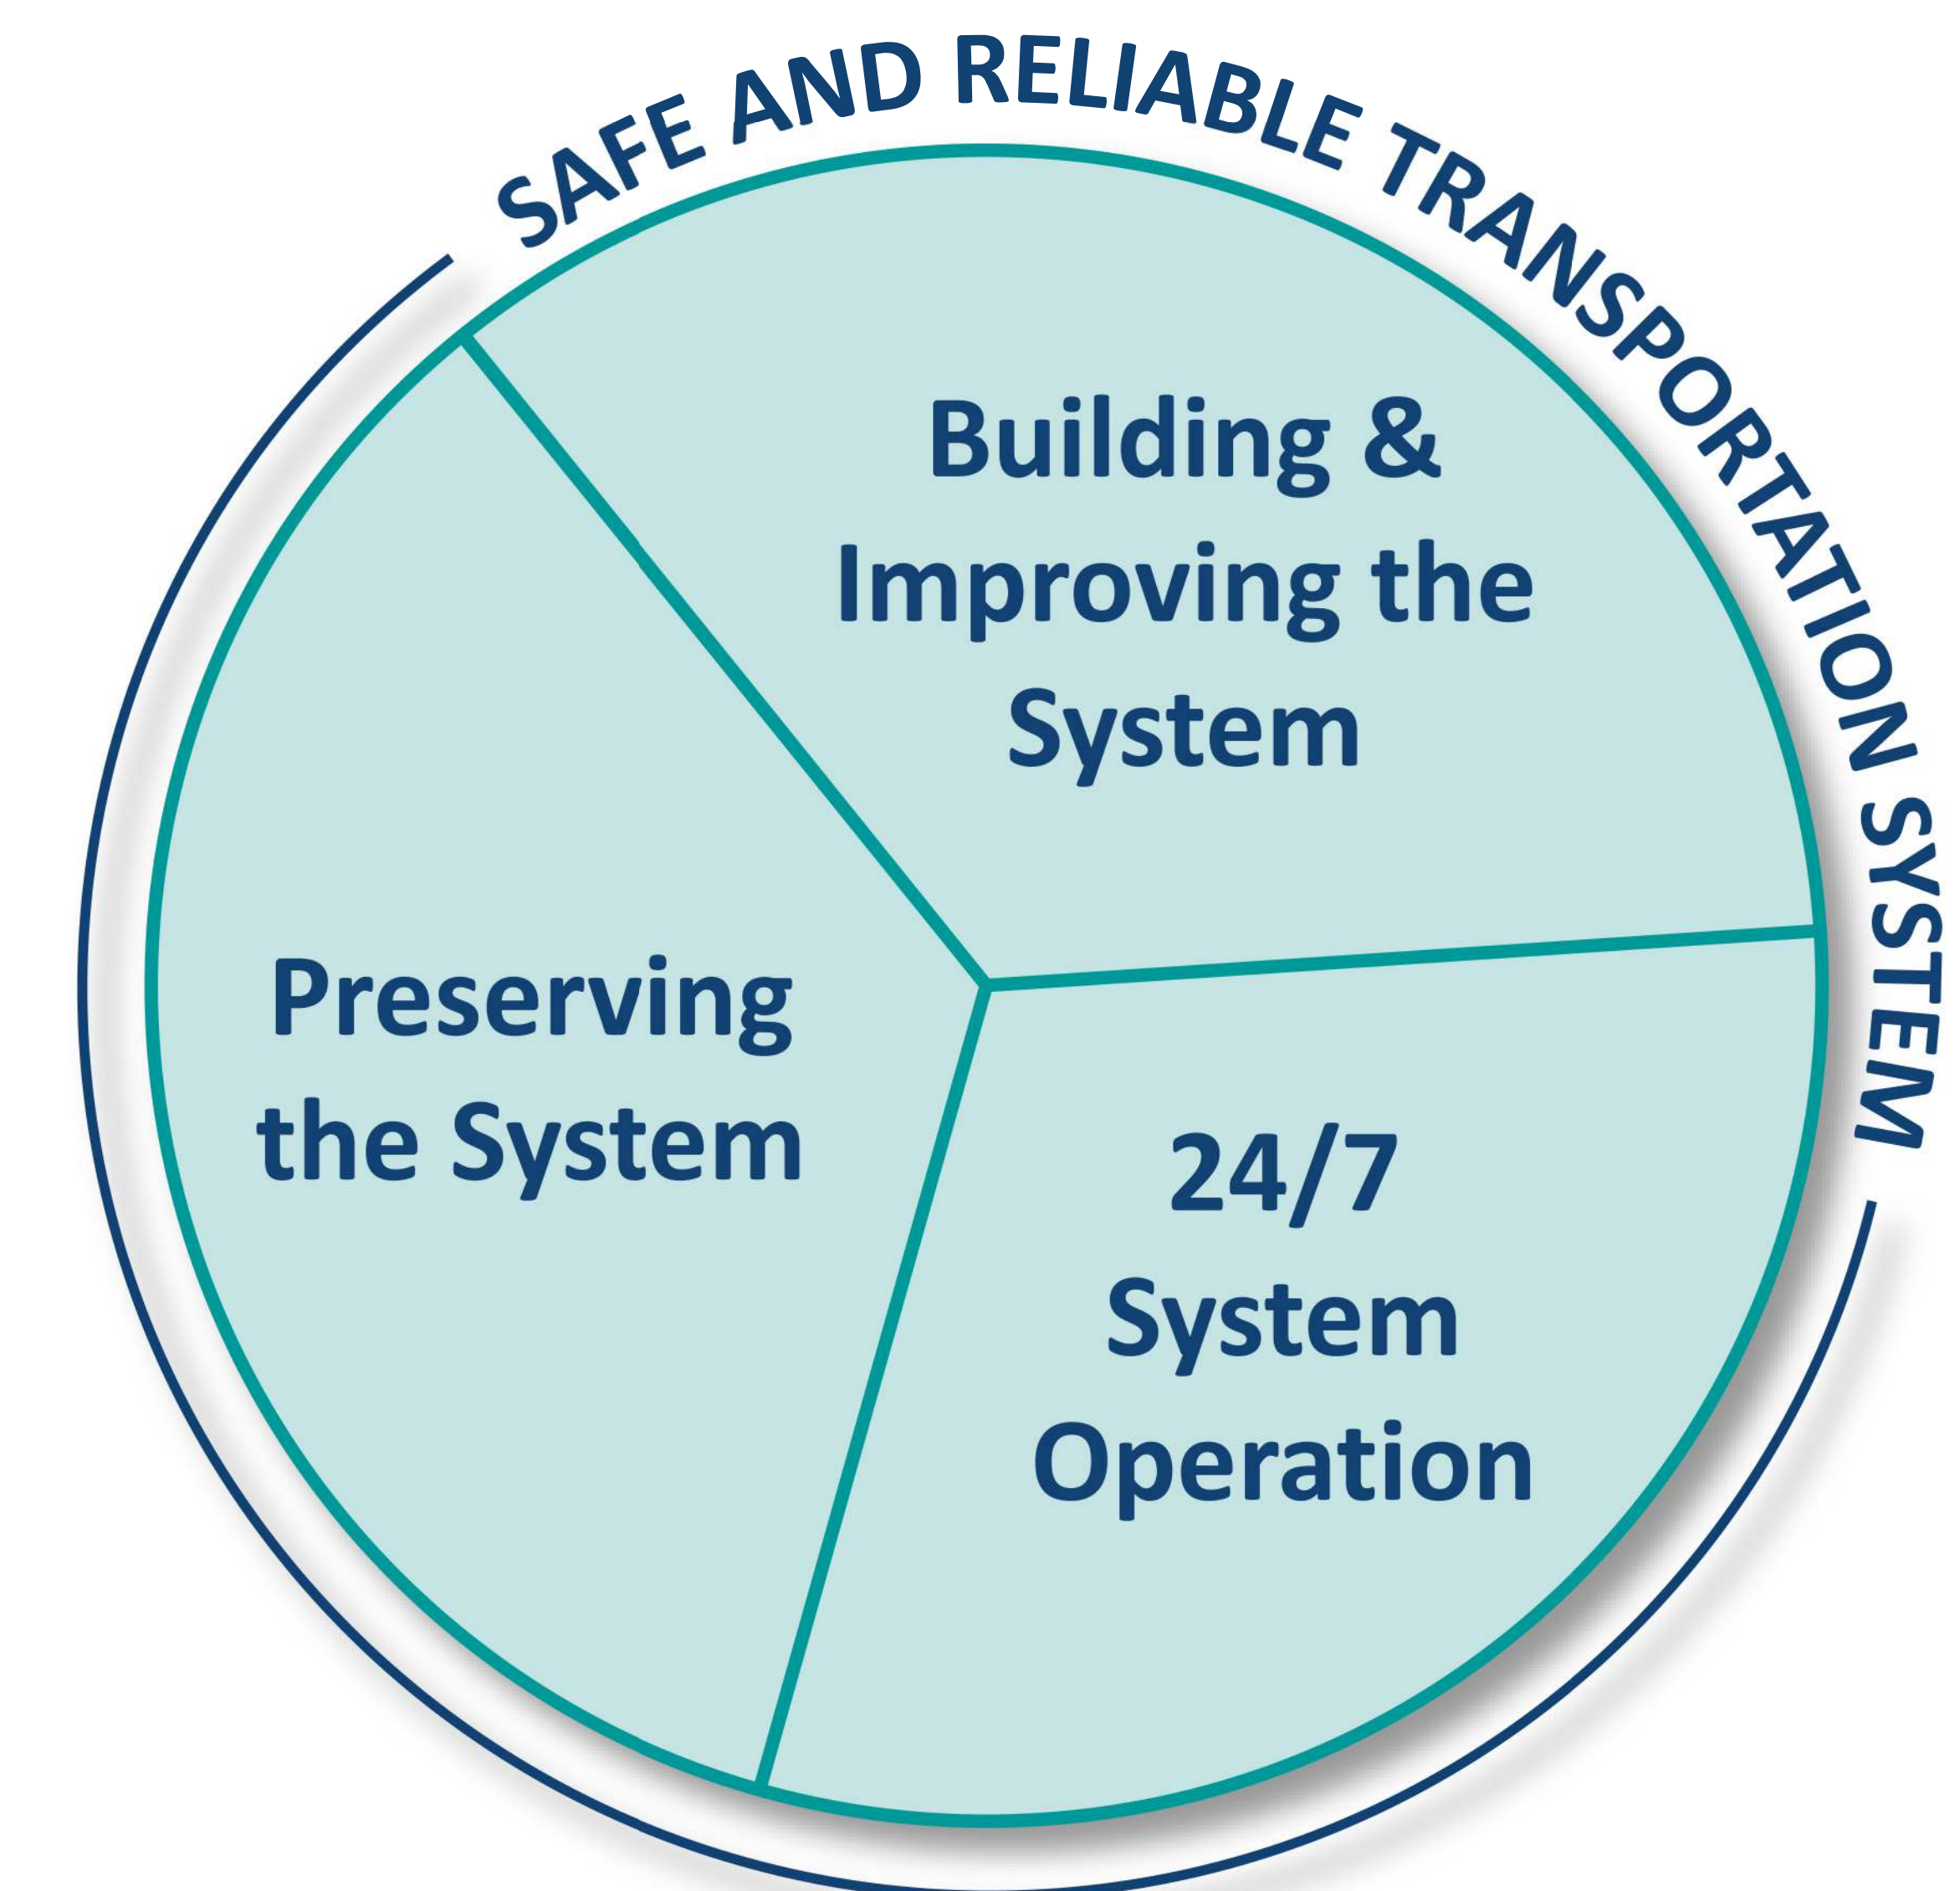 SAFE AND RELIABLE TRANSPORTATION SYSTEM
Building &
Improving the
System
Preserving
the System
24/7
System
Operation